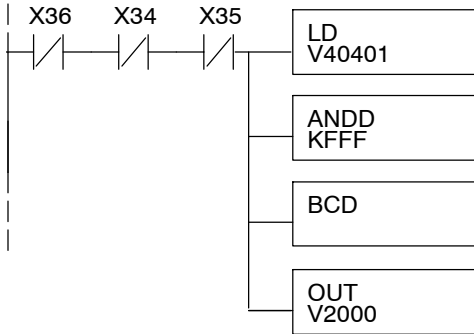 X36 X34 X35
LD
V40401
ANDD
KFFF
BCD
OUT
V2000